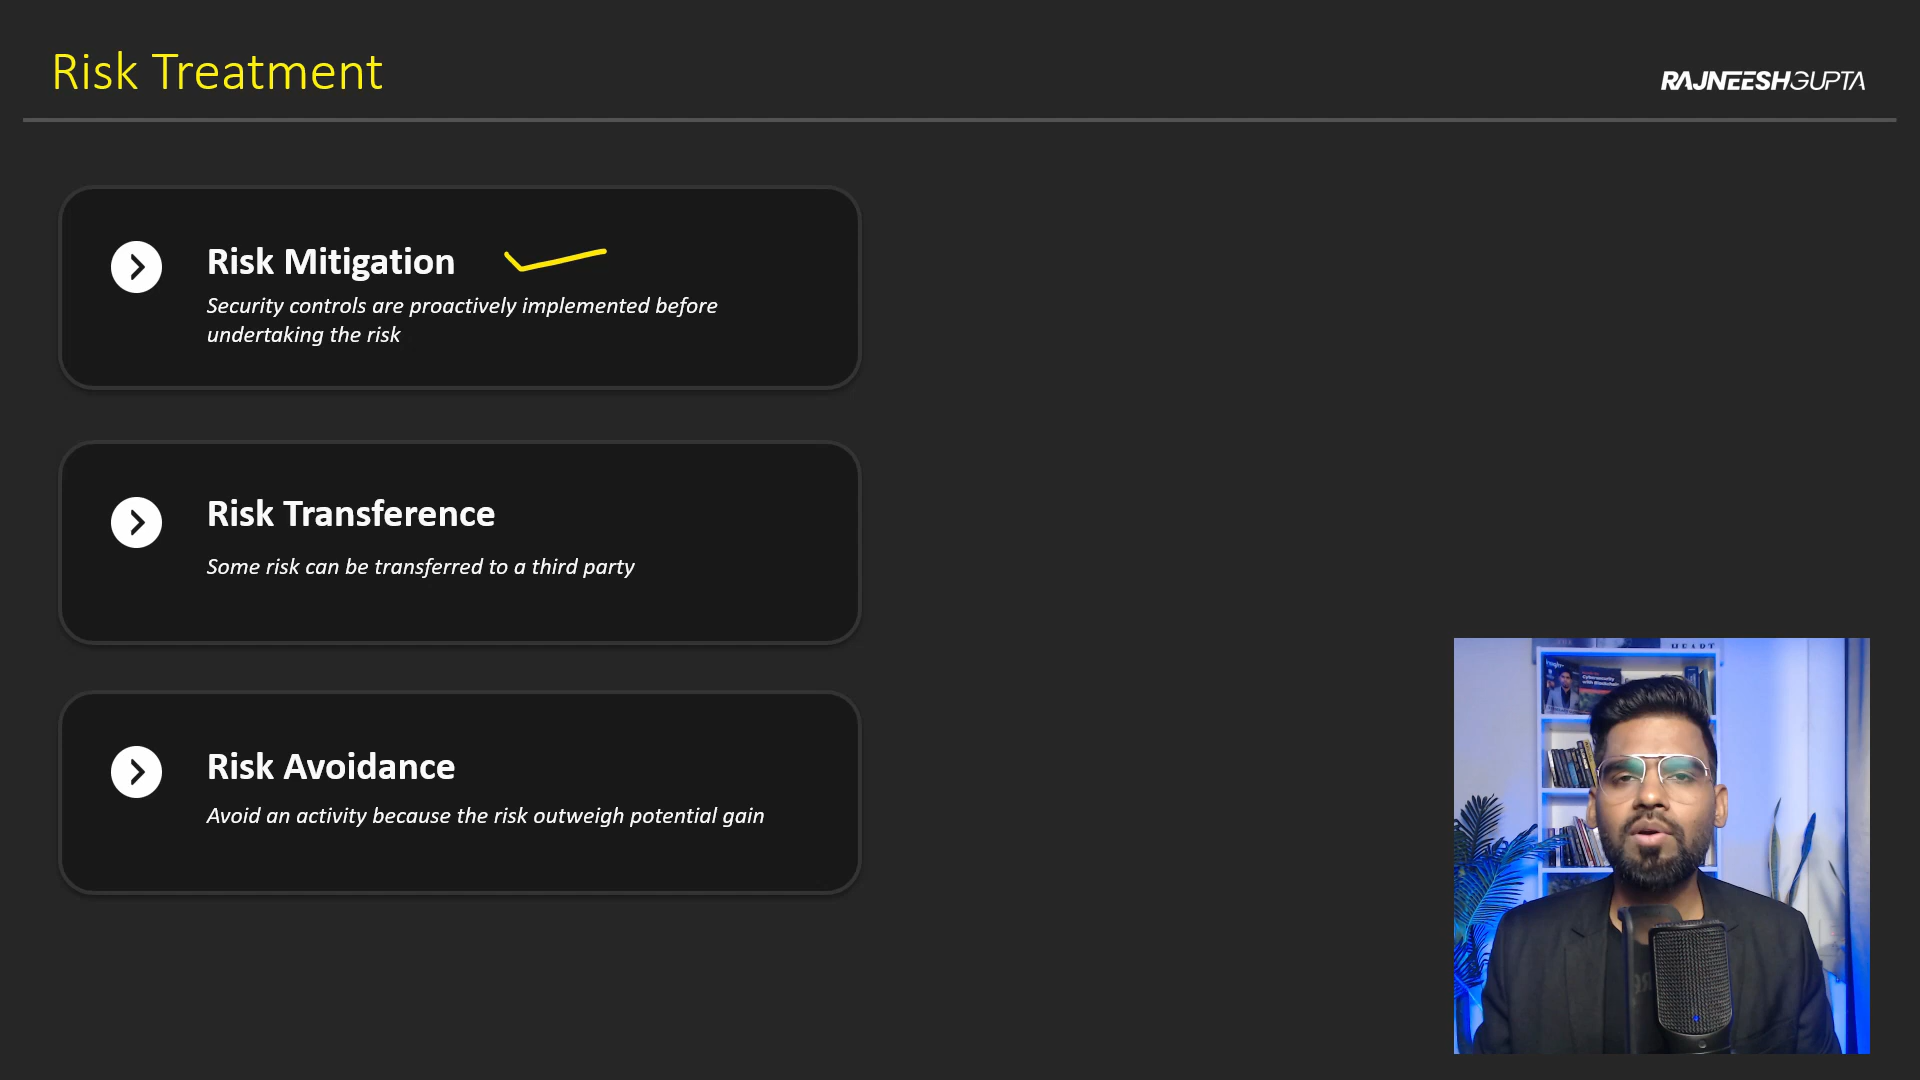 Risk Treatment
RAJNEESHGUPTA
Risk Mitigation
Security controls are proactively implemented before
undertaking the risk
Risk Transference
Some risk can be transferred to a third party
Risk Avoidance
Avoid an activity because the risk outweigh potential gain
HEART